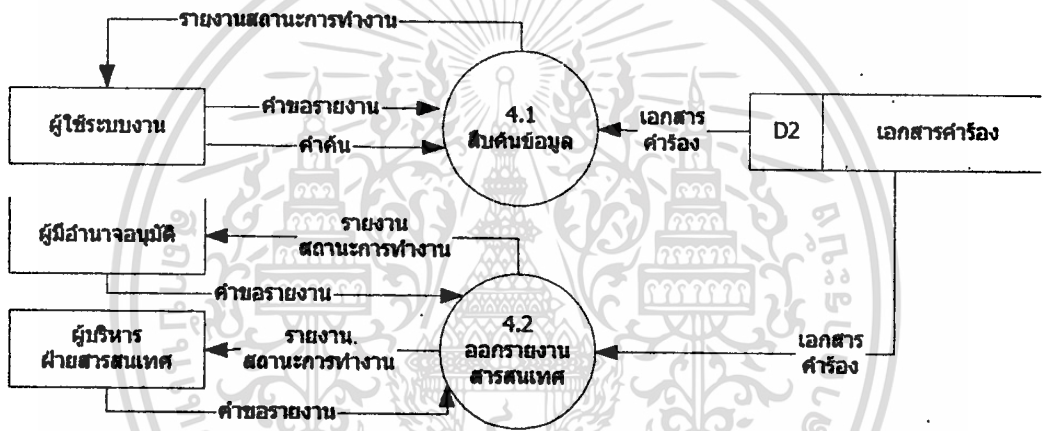 รายงานสถานะการทำงาน
ผู้ใช้ระบบงาน
คำขอรายงาน
คำค้น
4.1
สืบค้นข้อมูล
เอกสาร
คำร้อง
D2
เอกสารคำร้อง
ผู้มีอำนาจอนุมัติ
รายงาน
สถานะการทำงาน
คำขอรายงาน
4.2
ออกรายงาน
สารสนเทศ
ผู้บริหาร
ฝ่ายสารสนเทศ
รายงาน.
สถานะการทำงาน
คำขอรายงาน
เอกสาร
คำร้อง